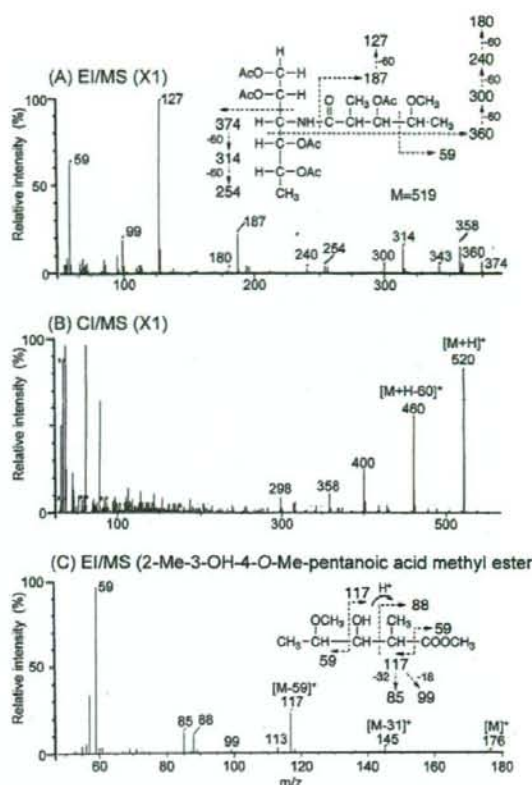 (A) EI/MS (X1)
Relative intensity (%)
100
50
0
59
99
127
187
180
240
254
300
314
343
358
360
374
100
200
300
H
AcO-C-H
AcO-C-H
H-C-NH-C-CH-CH-CH-CH3
O
CH3
OAc
OCH3
H-C-OAc
H-C-OAc
CH3
374
-60
314
-60
254
127
-60
187
180
-60
240
-60
300
-60
360
59
M=519
(B) CI/MS (X1)
Relative intensity (%)
100
50
0
298
358
400
[M+H-60]+
460
[M+H]+
520
100
300
500
(C) EI/MS (2-Me-3-OH-4-O-Me-pentanoic acid methyl ester
Relative intensity (%)
100
50
0
59
85
88
99
113
[M-59]+
117
[M-31]+
145
[M]+
176
117
H+
88
OCH3
OH
CH3
59
CH3-CH-CH-CH-COOCH3
59
117
-32
-18
85
99
60
80
100
120
140
160
180
m/z